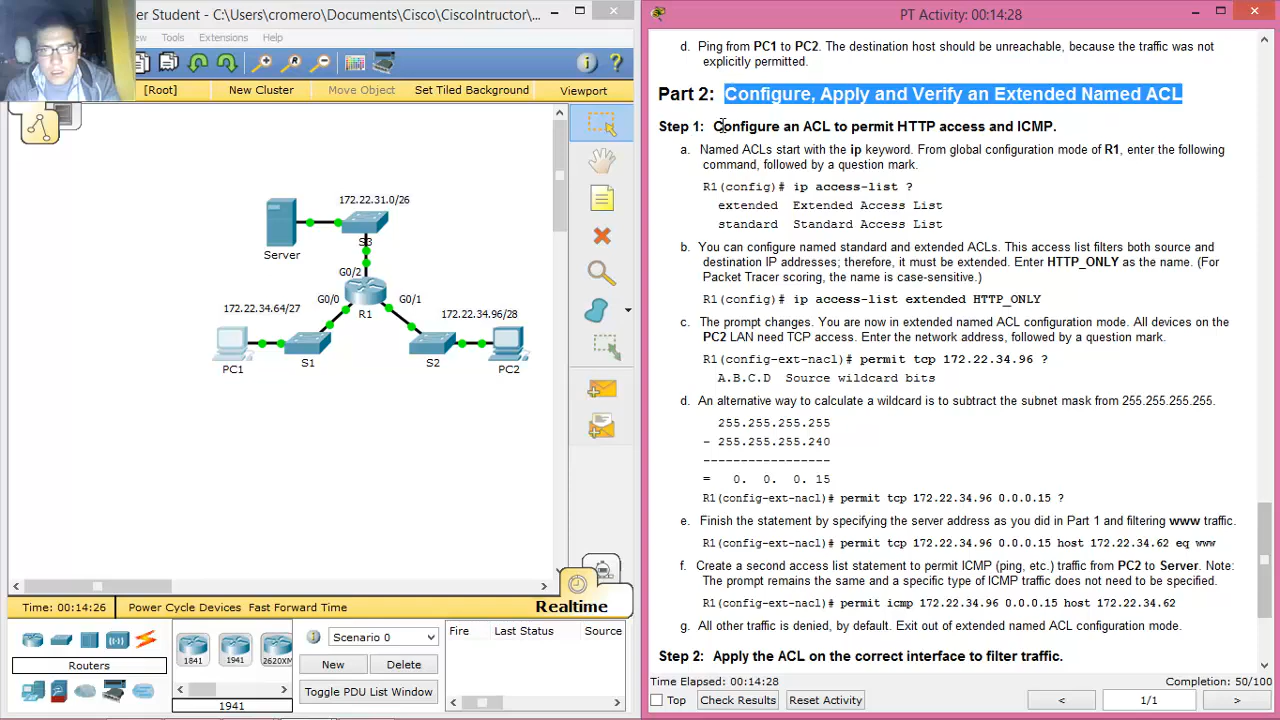 er Student - C:\Users\cromero\Documents\Cisco\CiscoIntructor\...
PT Activity: 00:14:28
Tools Extensions Help
[Root] New Cluster Move Object Set Tiled Background Viewport
172.22.31.0/26
Server
S3
G0/2
172.22.34.64/27
G0/0
G0/1
172.22.34.96/28
R1
PC1
S1
S2
PC2
Time: 00:14:26 Power Cycle Devices Fast Forward Time
Realtime
Routers
1841
1941
2620XM
1941
Scenario 0
New
Delete
Toggle PDU List Window
Fire Last Status Source
d. Ping from PC1 to PC2. The destination host should be unreachable, because the traffic was not
explicitly permitted.
Part 2: Configure, Apply and Verify an Extended Named ACL
Step 1: Configure an ACL to permit HTTP access and ICMP.
a. Named ACLs start with the ip keyword. From global configuration mode of R1, enter the following
command, followed by a question mark.
R1(config)# ip access-list ?
extended Extended Access List
standard Standard Access List
b. You can configure named standard and extended ACLs. This access list filters both source and
destination IP addresses; therefore, it must be extended. Enter HTTP_ONLY as the name. (For
Packet Tracer scoring, the name is case-sensitive.)
R1(config)# ip access-list extended HTTP_ONLY
c. The prompt changes. You are now in extended named ACL configuration mode. All devices on the
PC2 LAN need TCP access. Enter the network address, followed by a question mark.
R1(config-ext-nacl)# permit tcp 172.22.34.96 ?
A.B.C.D Source wildcard bits
d. An alternative way to calculate a wildcard is to subtract the subnet mask from 255.255.255.255.
255.255.255.255
- 255.255.255.240
-----------------
= 0. 0. 0. 15
R1(config-ext-nacl)# permit tcp 172.22.34.96 0.0.0.15 ?
e. Finish the statement by specifying the server address as you did in Part 1 and filtering www traffic.
R1(config-ext-nacl)# permit tcp 172.22.34.96 0.0.0.15 host 172.22.34.62 eq www
f. Create a second access list statement to permit ICMP (ping, etc.) traffic from PC2 to Server. Note:
The prompt remains the same and a specific type of ICMP traffic does not need to be specified.
R1(config-ext-nacl)# permit icmp 172.22.34.96 0.0.0.15 host 172.22.34.62
g. All other traffic is denied, by default. Exit out of extended named ACL configuration mode.
Step 2: Apply the ACL on the correct interface to filter traffic.
Time Elapsed: 00:14:28
Completion: 50/100
Top
Check Results
Reset Activity
<
1/1
>